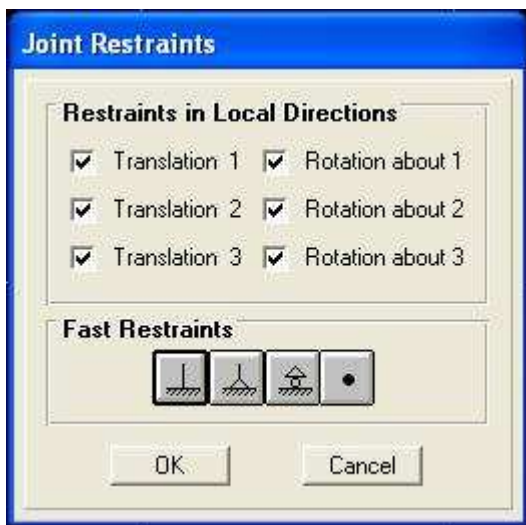 Joint Restraints
Restraints in Local Directions
Translation 1 Rotation about 1
Translation 2 Rotation about 2
Translation 3 Rotation about 3
Fast Restraints
OK Cancel